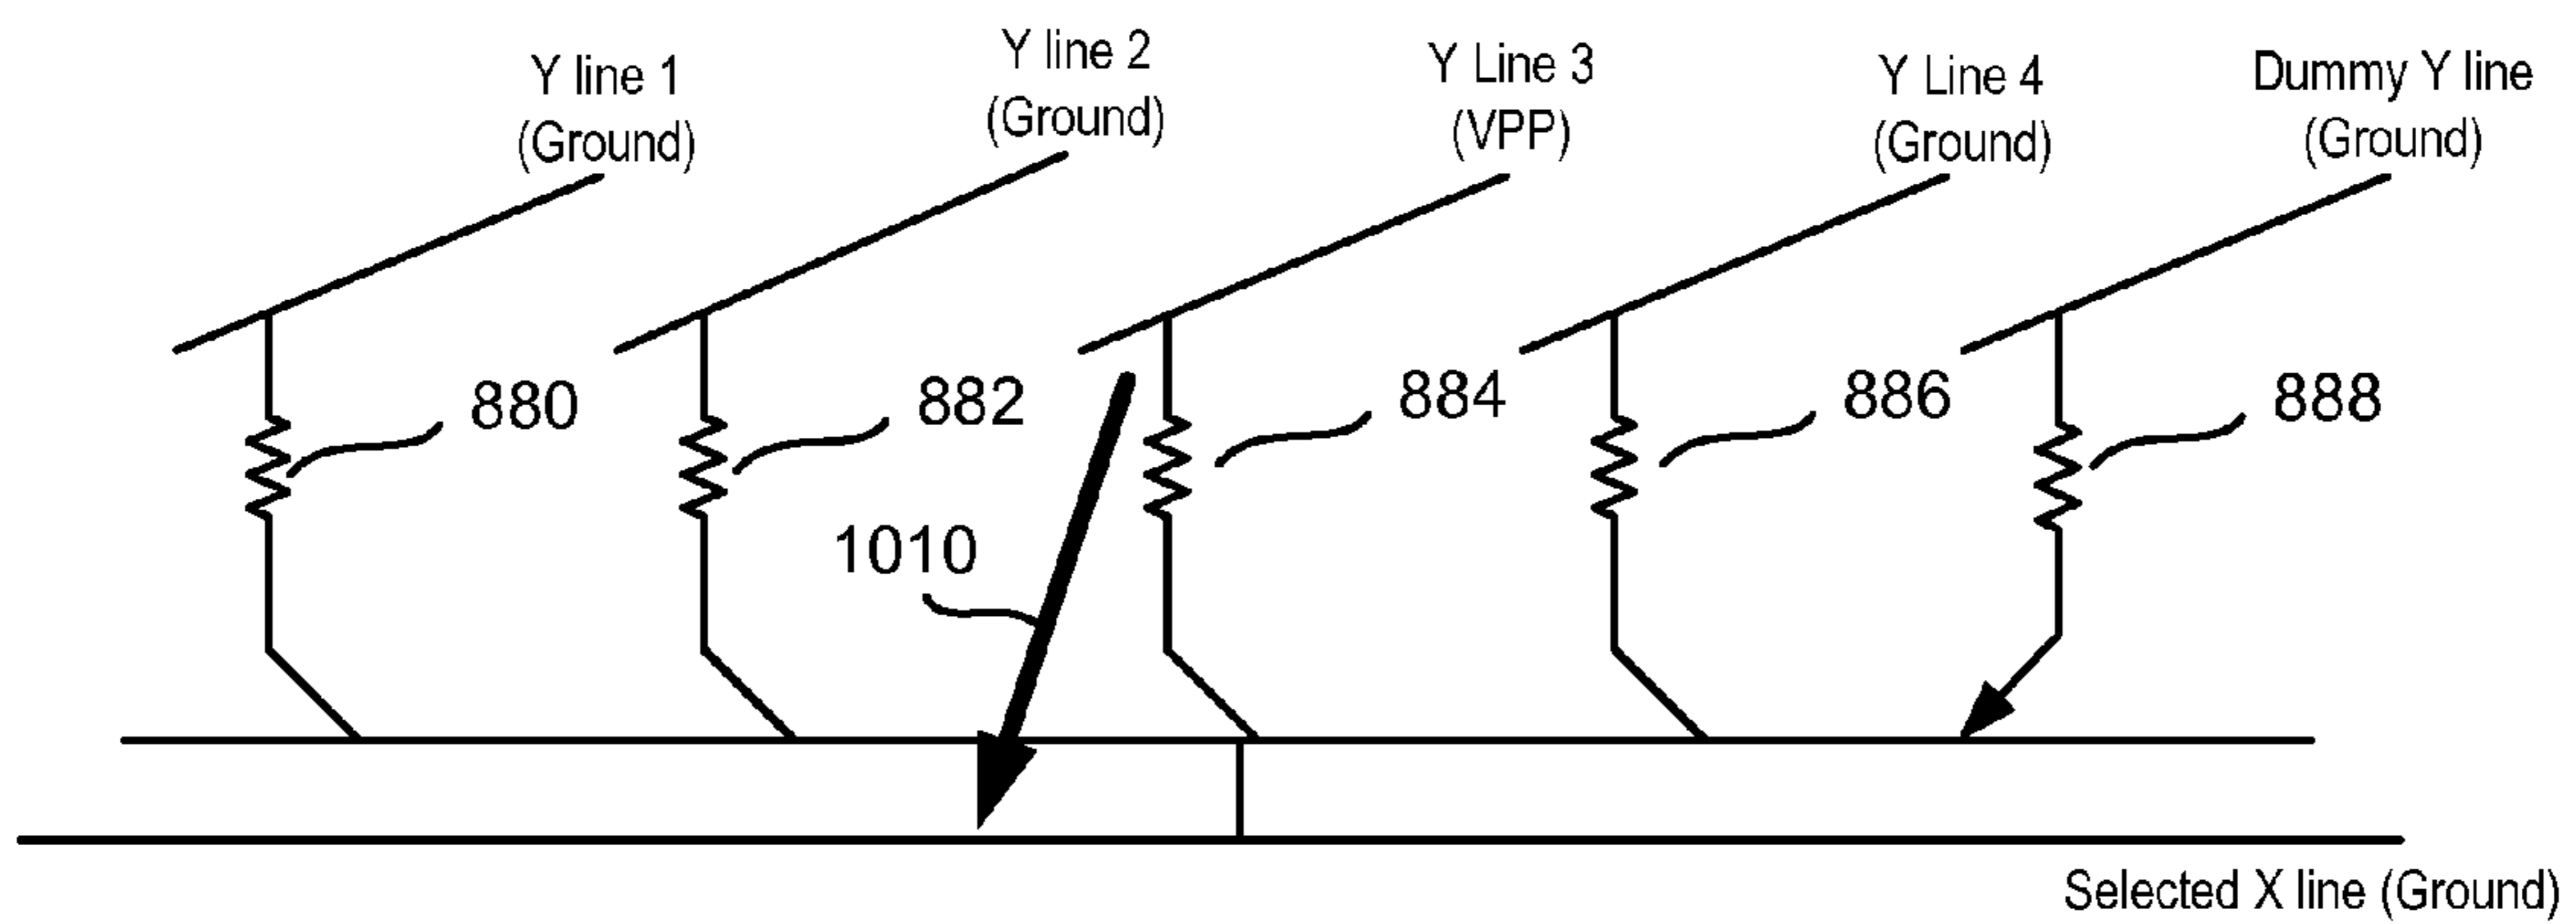 Y line 1
(Ground)
Y line 2
(Ground)
Y Line 3
(VPP)
Y Line 4
(Ground)
Dummy Y line
(Ground)
880
882
884
886
888
1010
Selected X line (Ground)